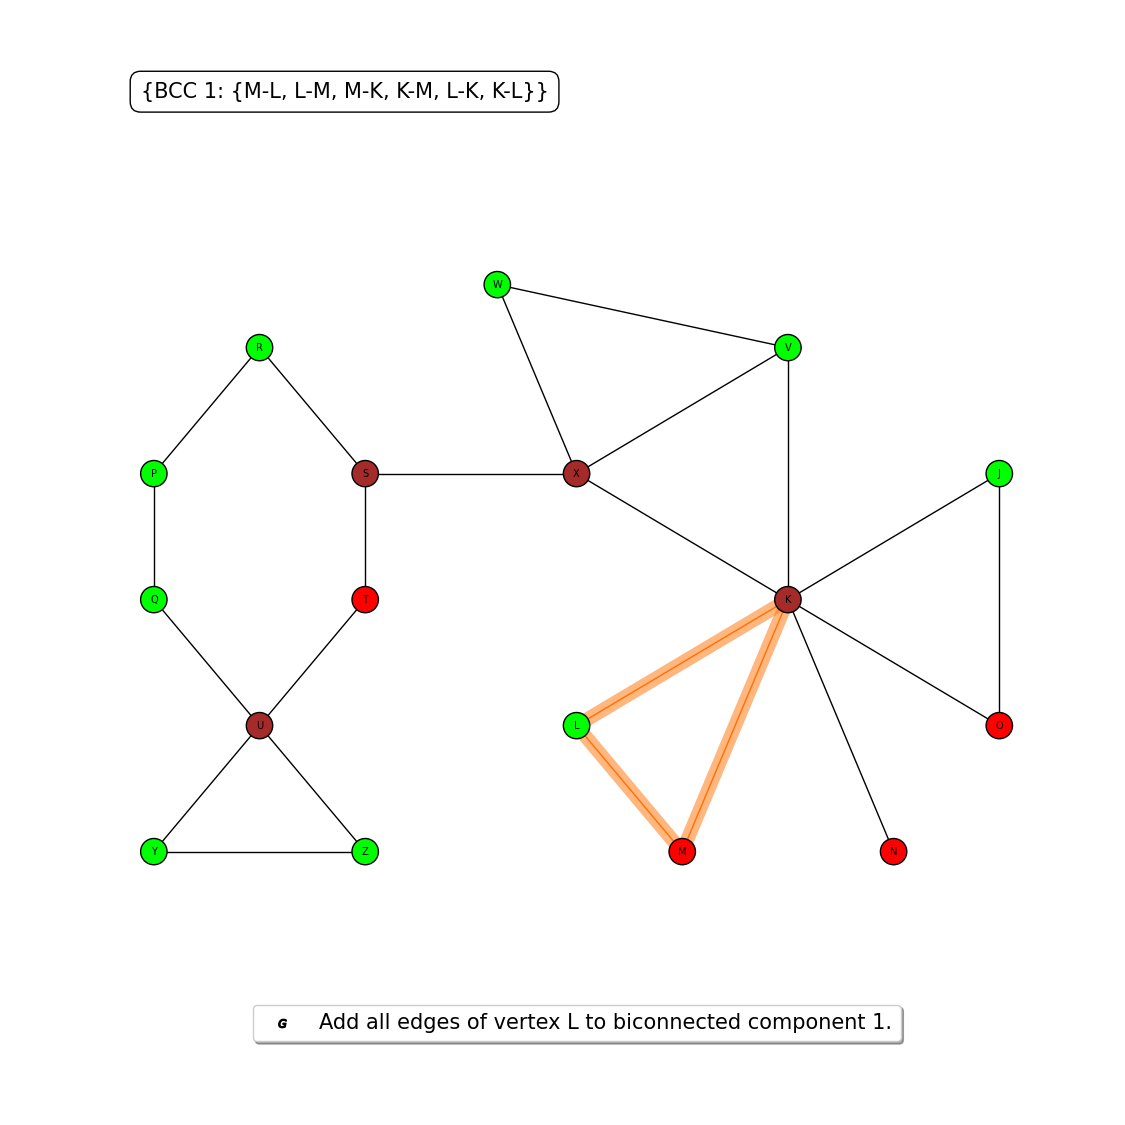 {BCC 1: {M-L, L-M, M-K, K-M, L-K, K-L}}
W
R
V
P
S
X
J
Q
T
K
U
L
O
Y
Z
M
N
G Add all edges of vertex L to biconnected component 1.